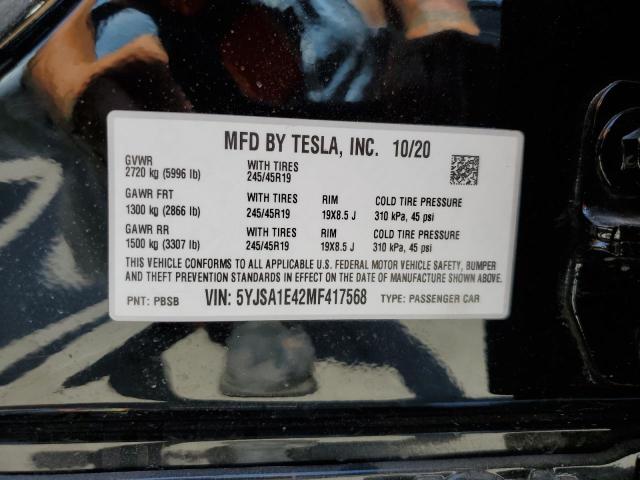 MFD BY TESLA, INC. 10/20
GVWR WITH TIRES
2720 kg (5996 lb) 245/45R19
GAWR FRT WITH TIRES RIM COLD TIRE PRESSURE
1300 kg (2866 lb) 245/45R19 19X8.5 J 310 kPa, 45 psi
GAWR RR WITH TIRES RIM COLD TIRE PRESSURE
1500 kg (3307 lb) 245/45R19 19X8.5 J 310 kPa, 45 psi
THIS VEHICLE CONFORMS TO ALL APPLICABLE U.S. FEDERAL MOTOR VEHICLE SAFETY, BUMPER
AND THEFT PREVENTION STANDARDS IN EFFECT ON THE DATE OF MANUFACTURE SHOWN ABOVE.
PNT: PBSB VIN: 5YJSA1E42MF417568 TYPE: PASSENGER CAR